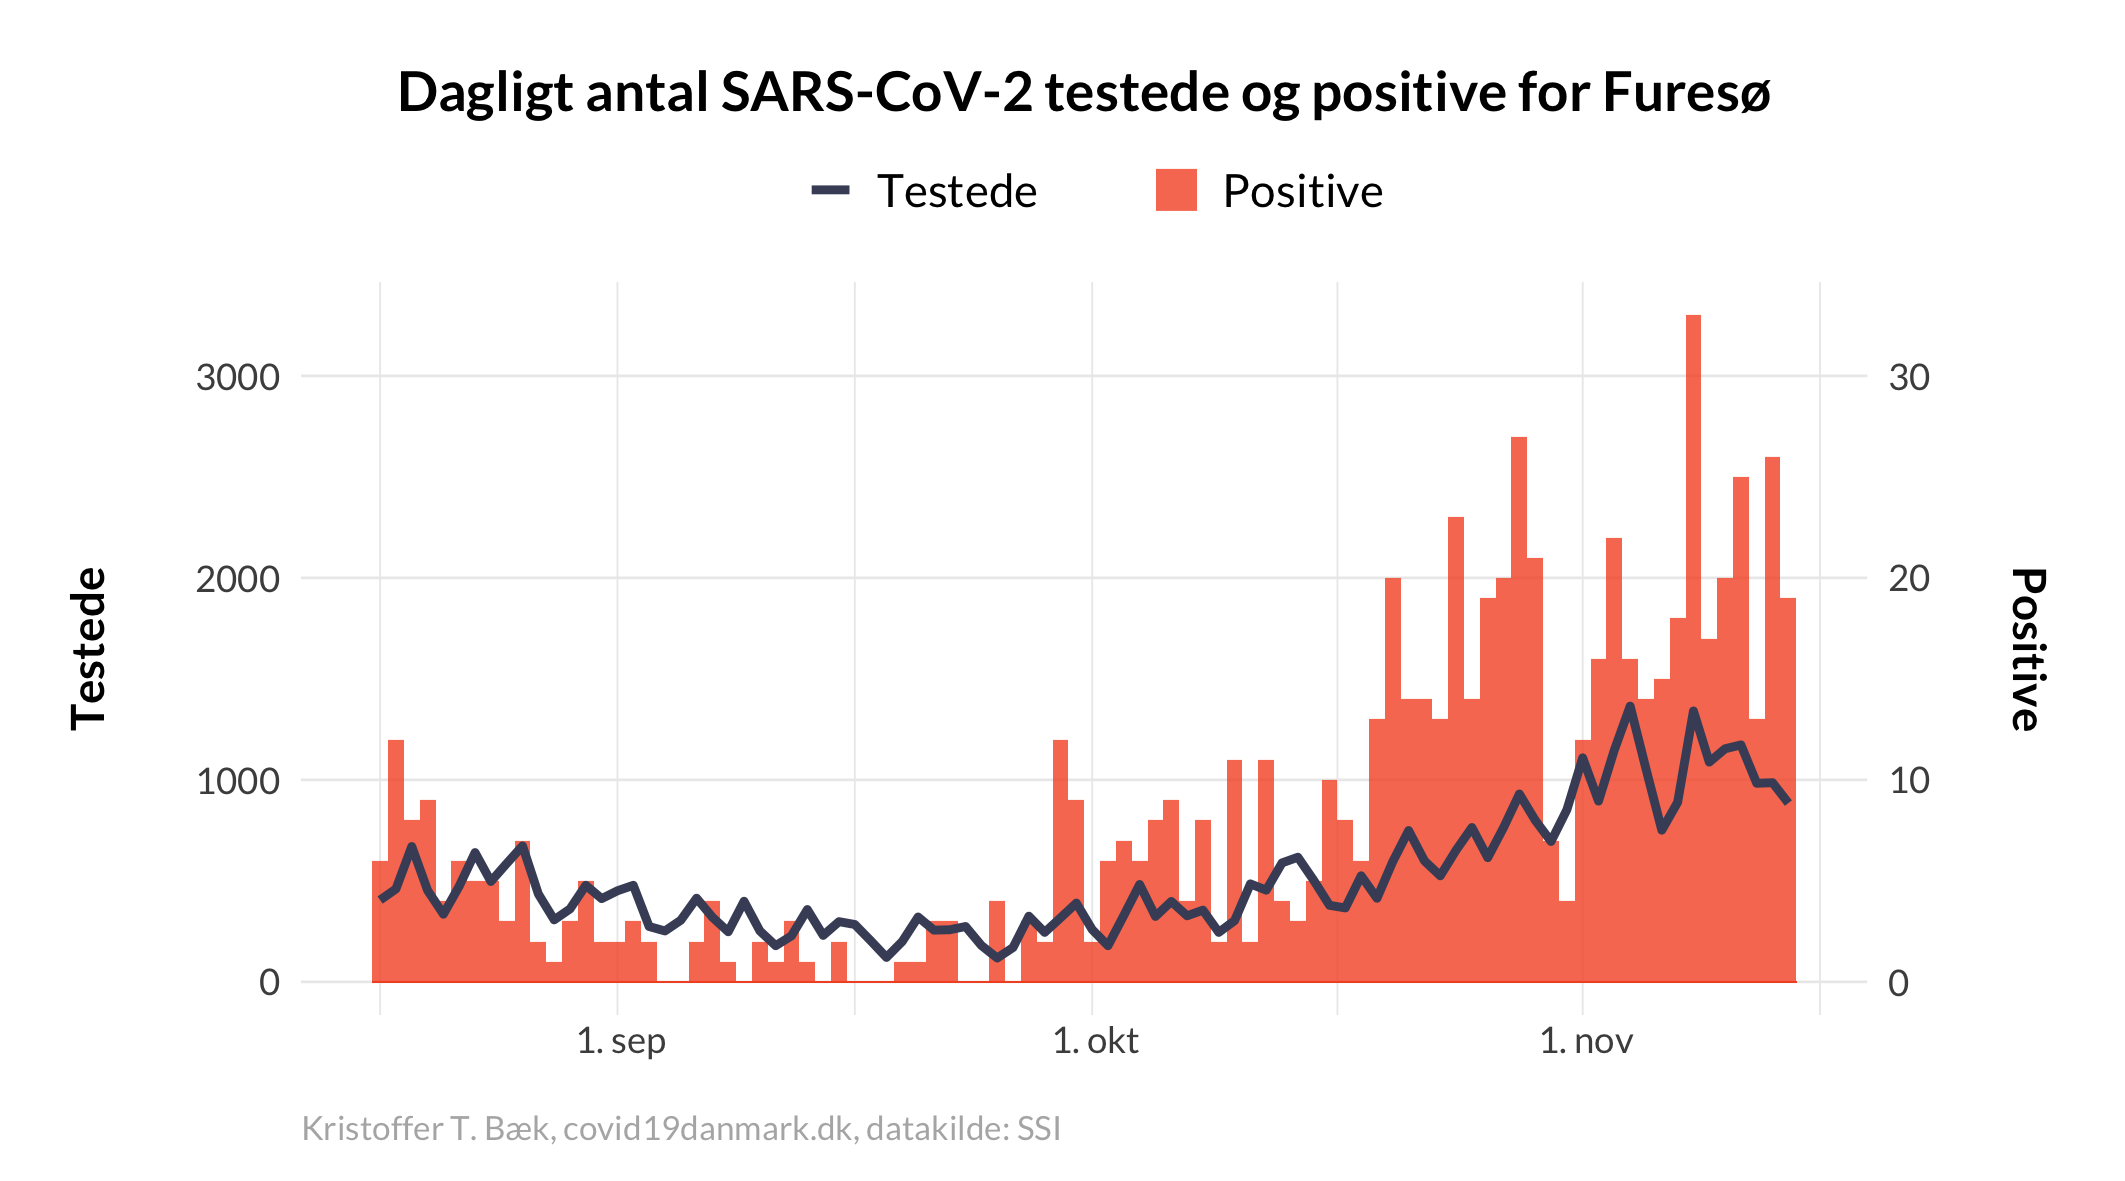 Dagligt antal SARS-CoV-2 testede og positive for Furesø
Testede
Positive
3000
2000
1000
0
Testede
30
20
10
0
Positive
1. sep
1. okt
1. nov
Kristoffer T. Bæk, covid19danmark.dk, datakilde: SSI